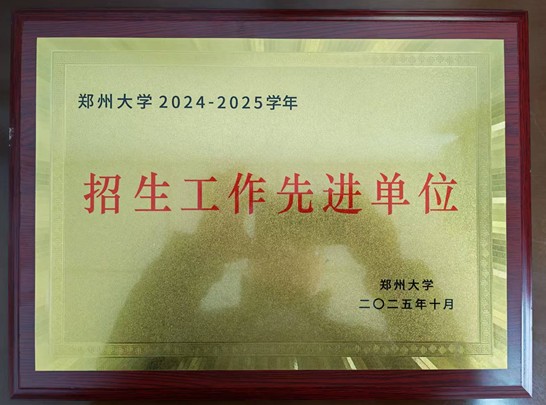 郑州大学 2024-2025学年
招生工作先进单位
郑州大学
二〇二五年十月